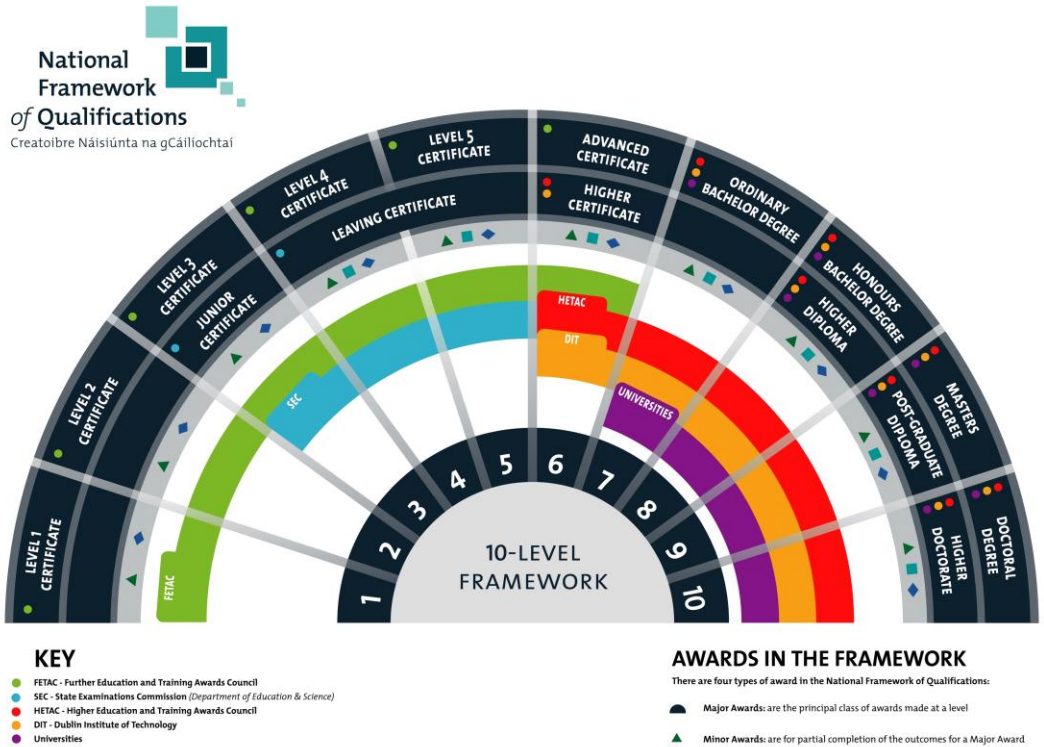 National
Framework
of Qualifications
Creatoibre Náisiúnta na gCáilíochtaí
LEVEL 1
CERTIFICATE
LEVEL 2
CERTIFICATE
LEVEL 3
CERTIFICATE
JUNIOR
CERTIFICATE
LEVEL 4
CERTIFICATE
LEVEL 5
CERTIFICATE
LEAVING CERTIFICATE
ADVANCED
CERTIFICATE
HIGHER
CERTIFICATE
ORDINARY
BACHELOR DEGREE
HONOURS
BACHELOR DEGREE
HIGHER
DIPLOMA
MASTERS
DEGREE
POST-GRADUATE
DIPLOMA
DOCTORAL
DEGREE
HIGHER
DOCTORATE
FETAC
SEC
HETAC
DIT
UNIVERSITIES
1
2
3
4
5
6
7
8
9
10
10-LEVEL
FRAMEWORK
KEY
FETAC - Further Education and Training Awards Council
SEC - State Examinations Commission (Department of Education & Science)
HETAC - Higher Education and Training Awards Council
DIT - Dublin Institute of Technology
Universities
AWARDS IN THE FRAMEWORK
There are four types of award in the National Framework of Qualifications:
Major Awards: are the principal class of awards made at a level
Minor Awards: are for partial completion of the outcomes for a Major Award